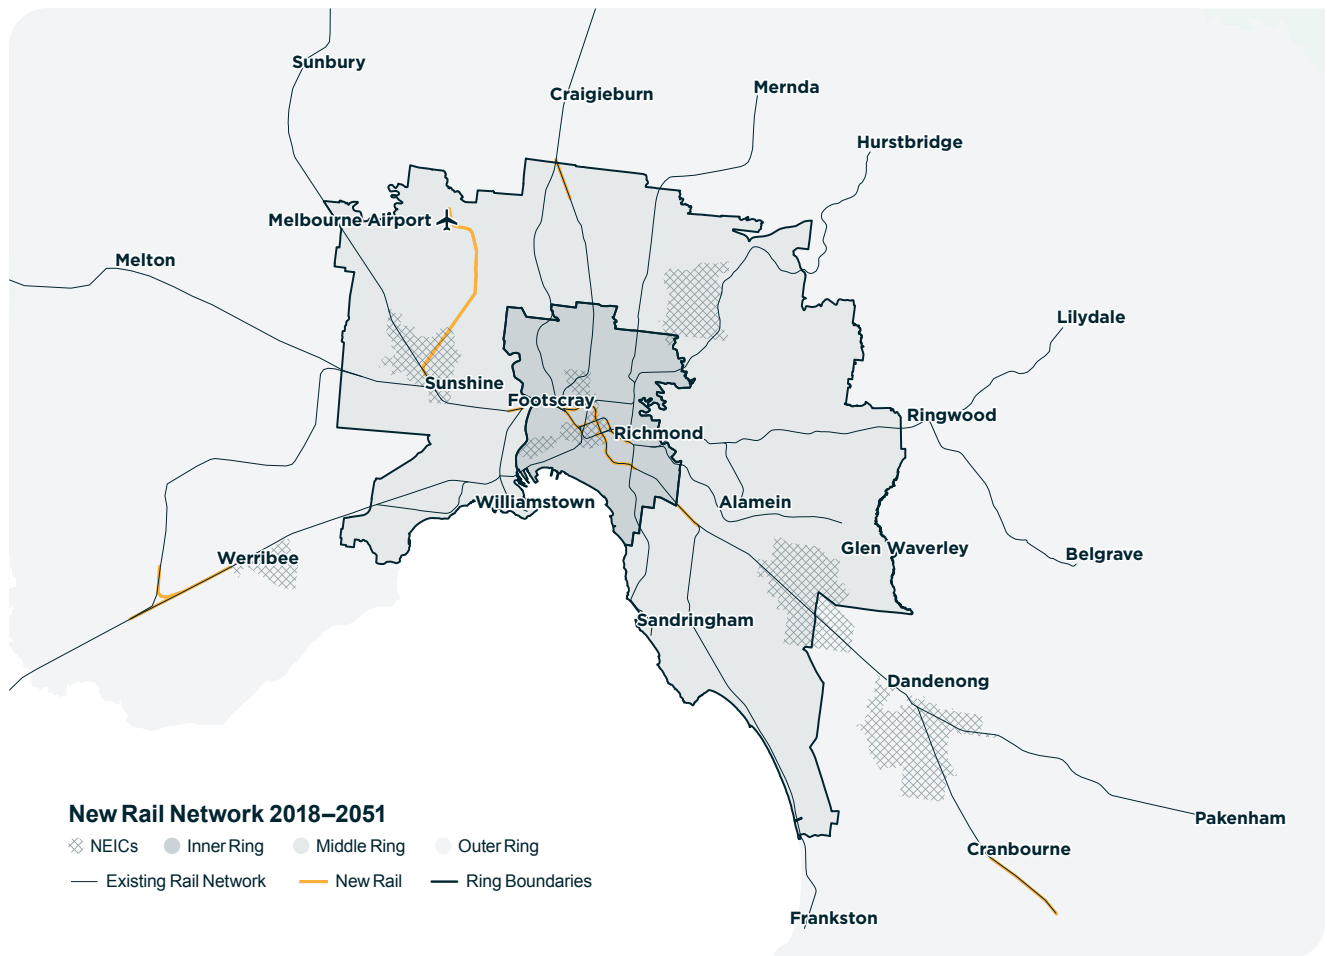 Sunbury
Craigieburn
Mernda
Hurstbridge
Melbourne Airport
Melton
Lilydale
Sunshine
Footscray
Ringwood
Richmond
Williamstown
Alamein
Glen Waverley
Belgrave
Werribee
Sandringham
Dandenong
New Rail Network 2018–2051
Pakenham
NEICs Inner Ring Middle Ring Outer Ring
Cranbourne
Existing Rail Network New Rail Ring Boundaries
Frankston